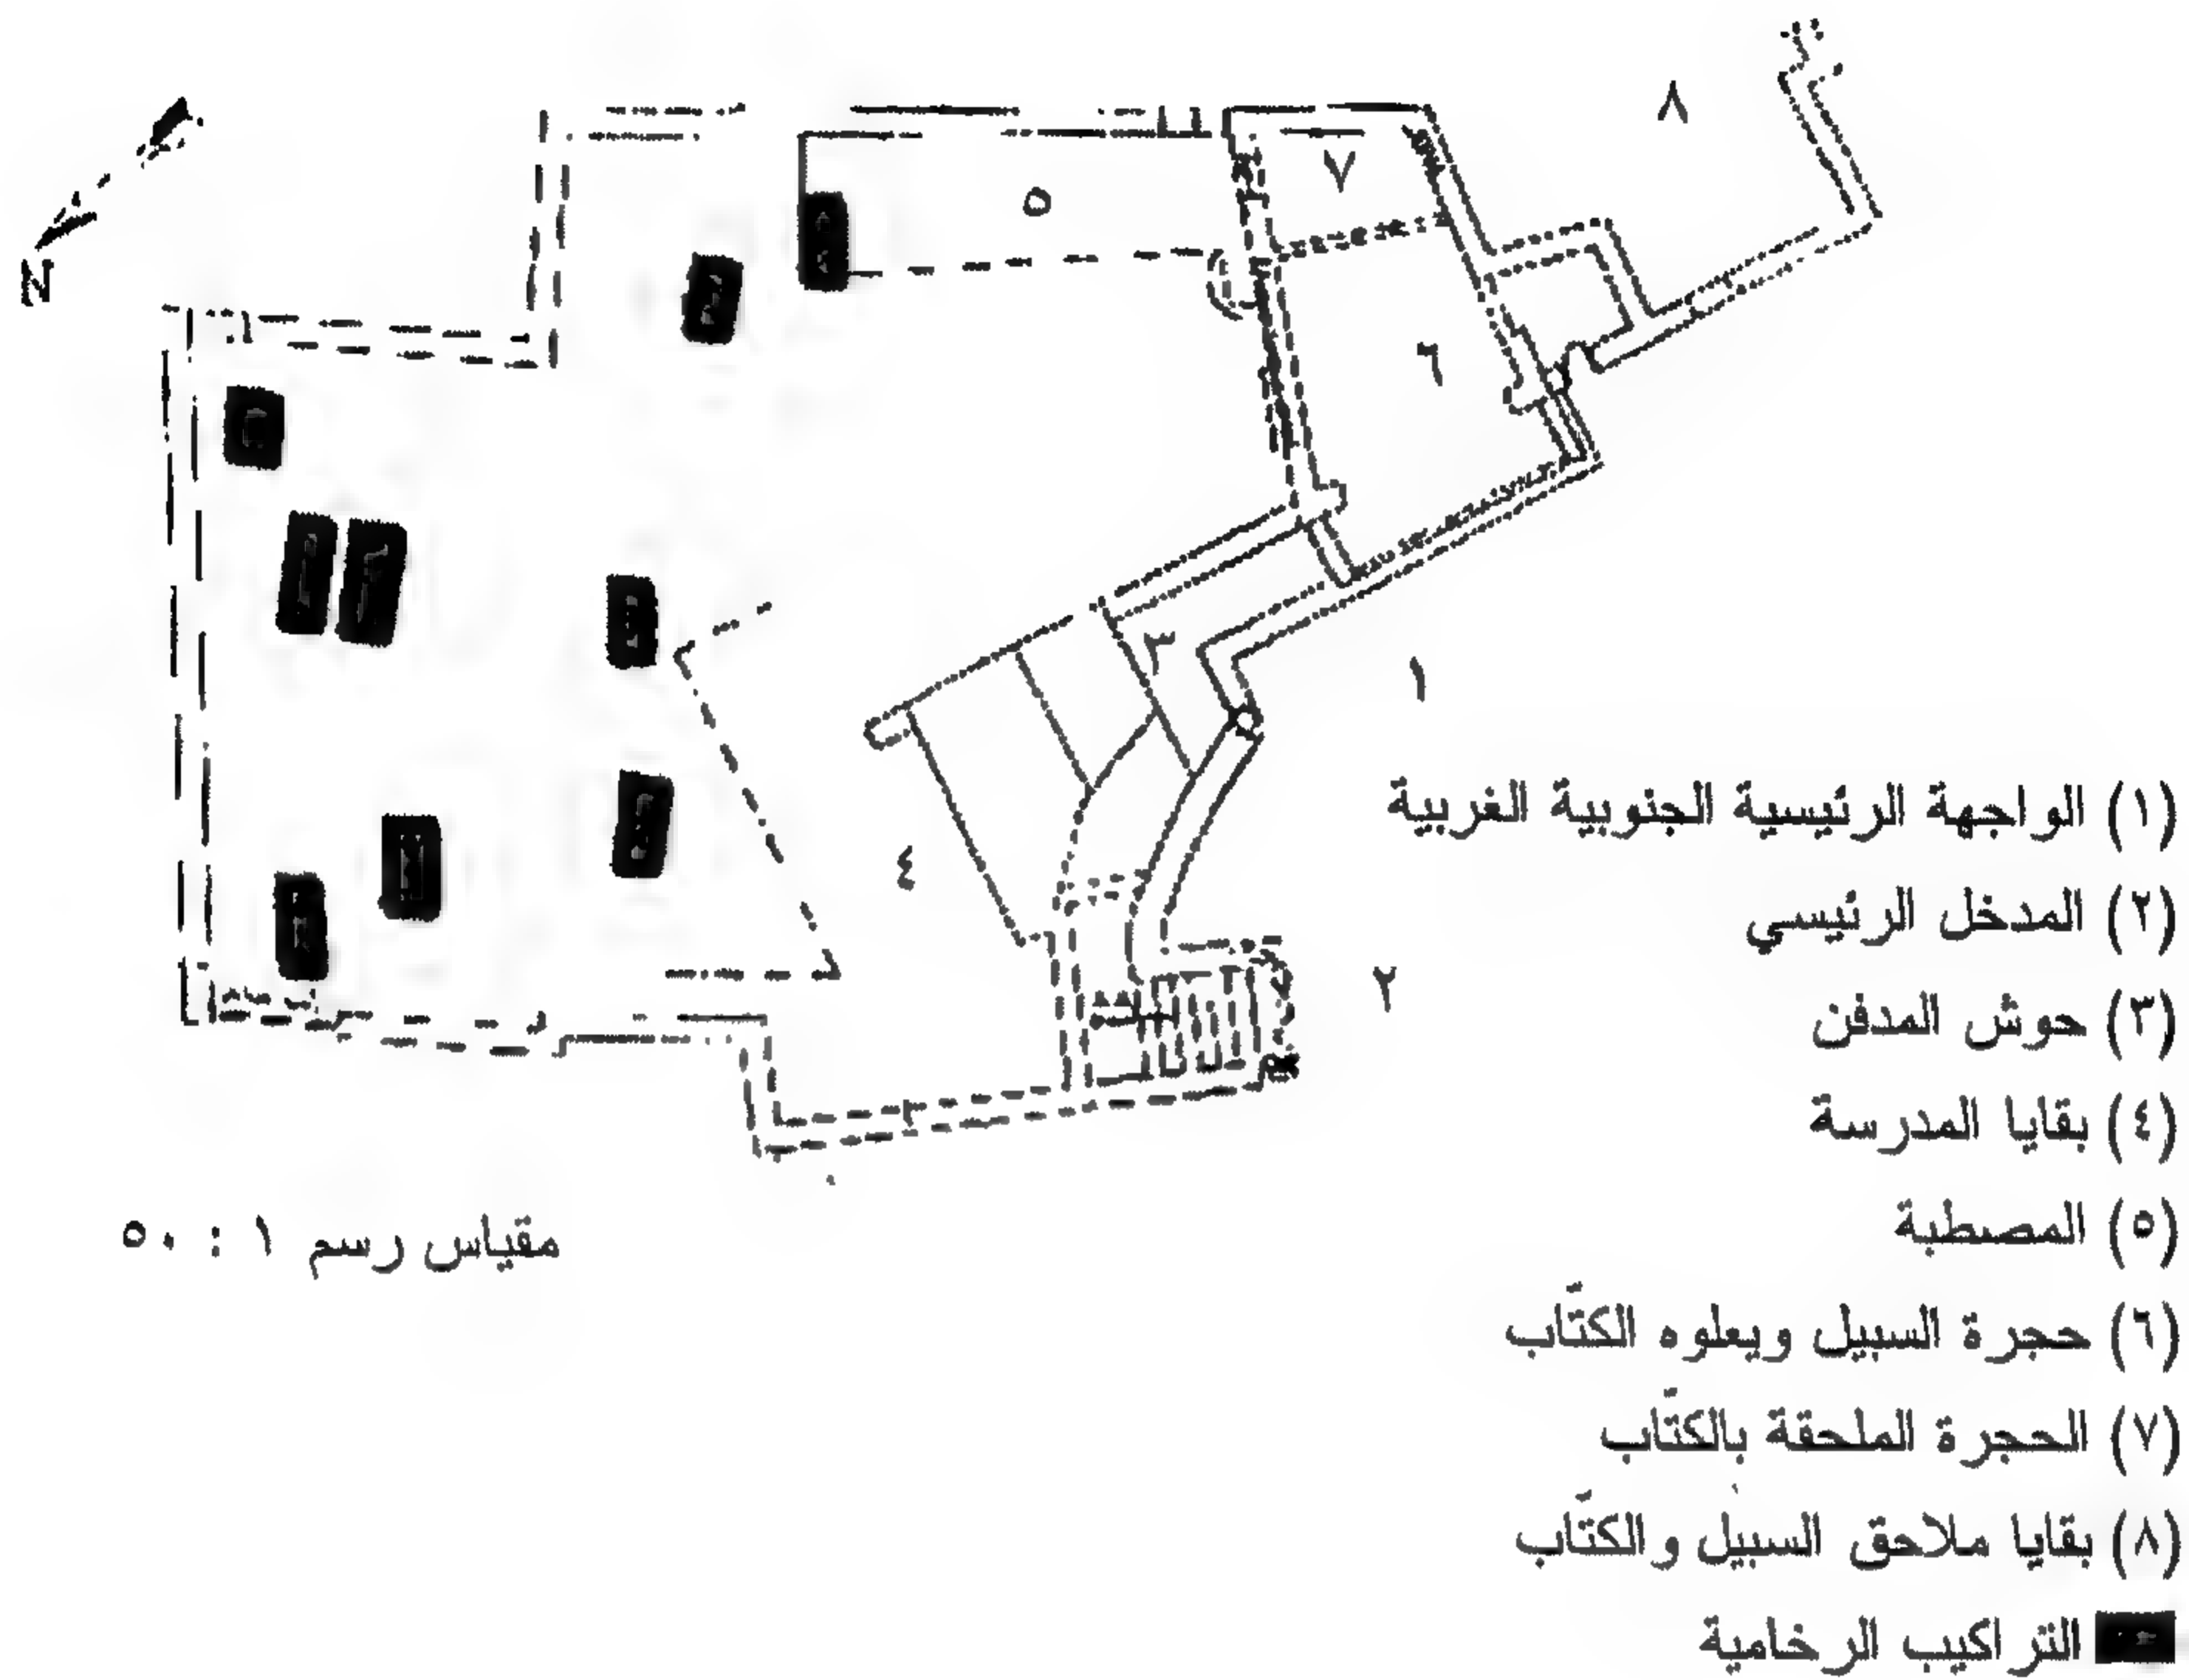 N
٨
٧
٥
٦
٣
١
٤
٢
(١) الواجهة الرئيسية الجنوبية الغربية
(٢) المدخل الرئيسي
(٣) حوش المدفن
(٤) بقايا المدرسة
(٥) المصطبة
(٦) حجرة السبيل ويعلوه الكتّاب
(٧) الحجرة الملحقة بالكتّاب
(٨) بقايا ملاحق السبيل والكتّاب
التراكيب الرخامية
مقياس رسم ١ : ٥٠